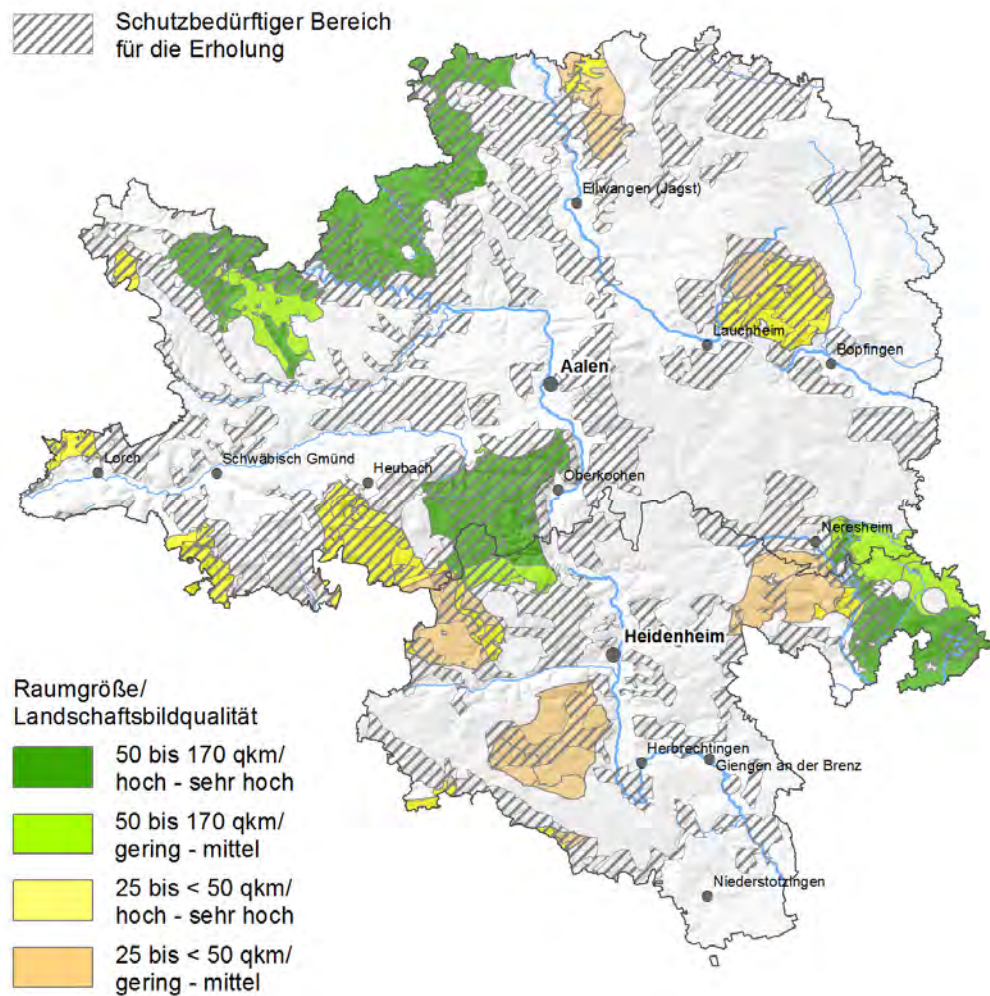 Schutzbedürftiger Bereich
für die Erholung
Ellwangen (Jagst)
Lauchheim
Bopfingen
Aalen
Lorch
Schwäbisch Gmünd
Heubach
Oberkochen
Neresheim
Heidenheim
Herbrechtingen
Giengen an der Brenz
Niederstotzingen
Raumgröße/
Landschaftsbildqualität
50 bis 170 qkm/
hoch - sehr hoch
50 bis 170 qkm/
gering - mittel
25 bis < 50 qkm/
hoch - sehr hoch
25 bis < 50 qkm/
gering - mittel